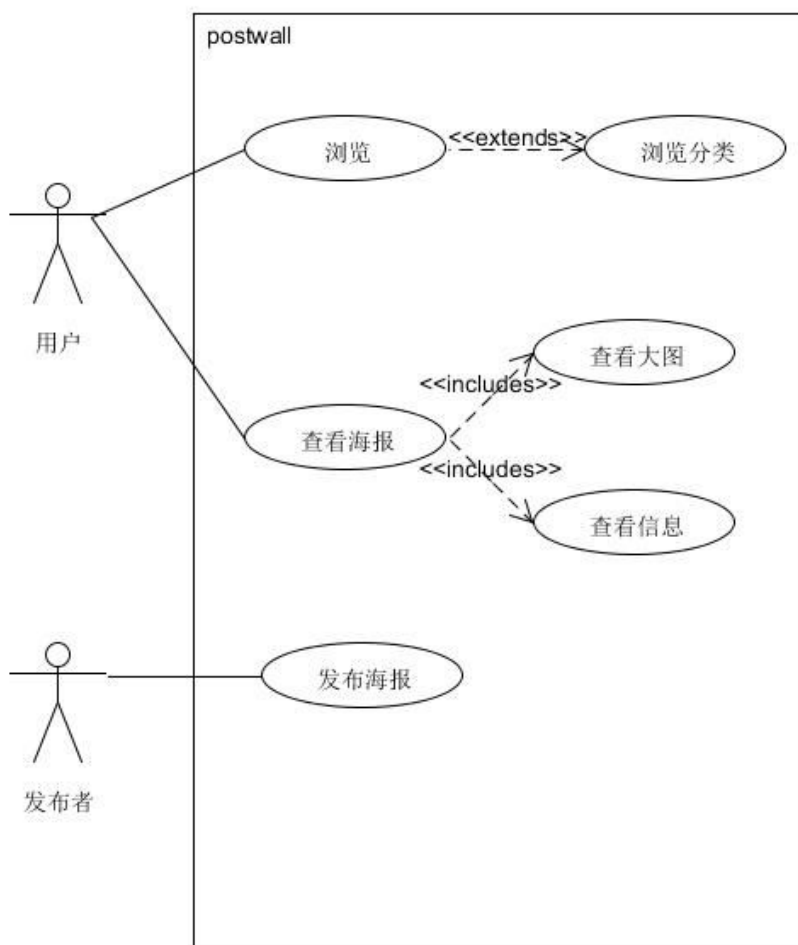 postwall
浏览
<<extends>>
浏览分类
用户
查看大图
<<includes>>
查看海报
<<includes>>
查看信息
发布海报
发布者